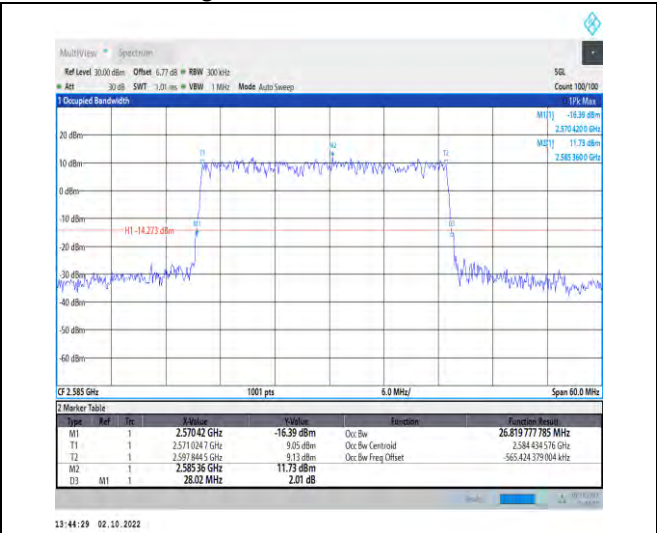 MultiView Spectrum
Ref Level 30.00 dBm Offset 6.77 dB RBW 300 kHz SGL
Att 30 dB SWT 1.01 ms VBW 1 MHz Mode Auto Sweep Count 100/100
1 Occupied Bandwidth 1Pk Max
M1[1] -16.39 dBm
2.570 420 0 GHz
M2[1] 11.73 dBm
2.585 360 0 GHz
20 dBm
10 dBm
0 dBm
-10 dBm
-20 dBm
-30 dBm
-40 dBm
-50 dBm
-60 dBm
T1
M2
T2
M1
D3
H1 -14.273 dBm
CF 2.585 GHz 1001 pts 6.0 MHz/ Span 60.0 MHz
2 Marker Table
Type Ref Trc X-Value Y-Value Function Function Result
M1 1 2.570 42 GHz -16.39 dBm Occ Bw 26.819 777 785 MHz
T1 1 2.571 024 7 GHz 9.05 dBm Occ Bw Centroid 2.584 434 576 GHz
T2 1 2.597 844 5 GHz 9.13 dBm Occ Bw Freq Offset -565.424 379 004 kHz
M2 1 2.585 36 GHz 11.73 dBm
D3 M1 1 28.02 MHz 2.01 dB
13:44:29 02.10.2022